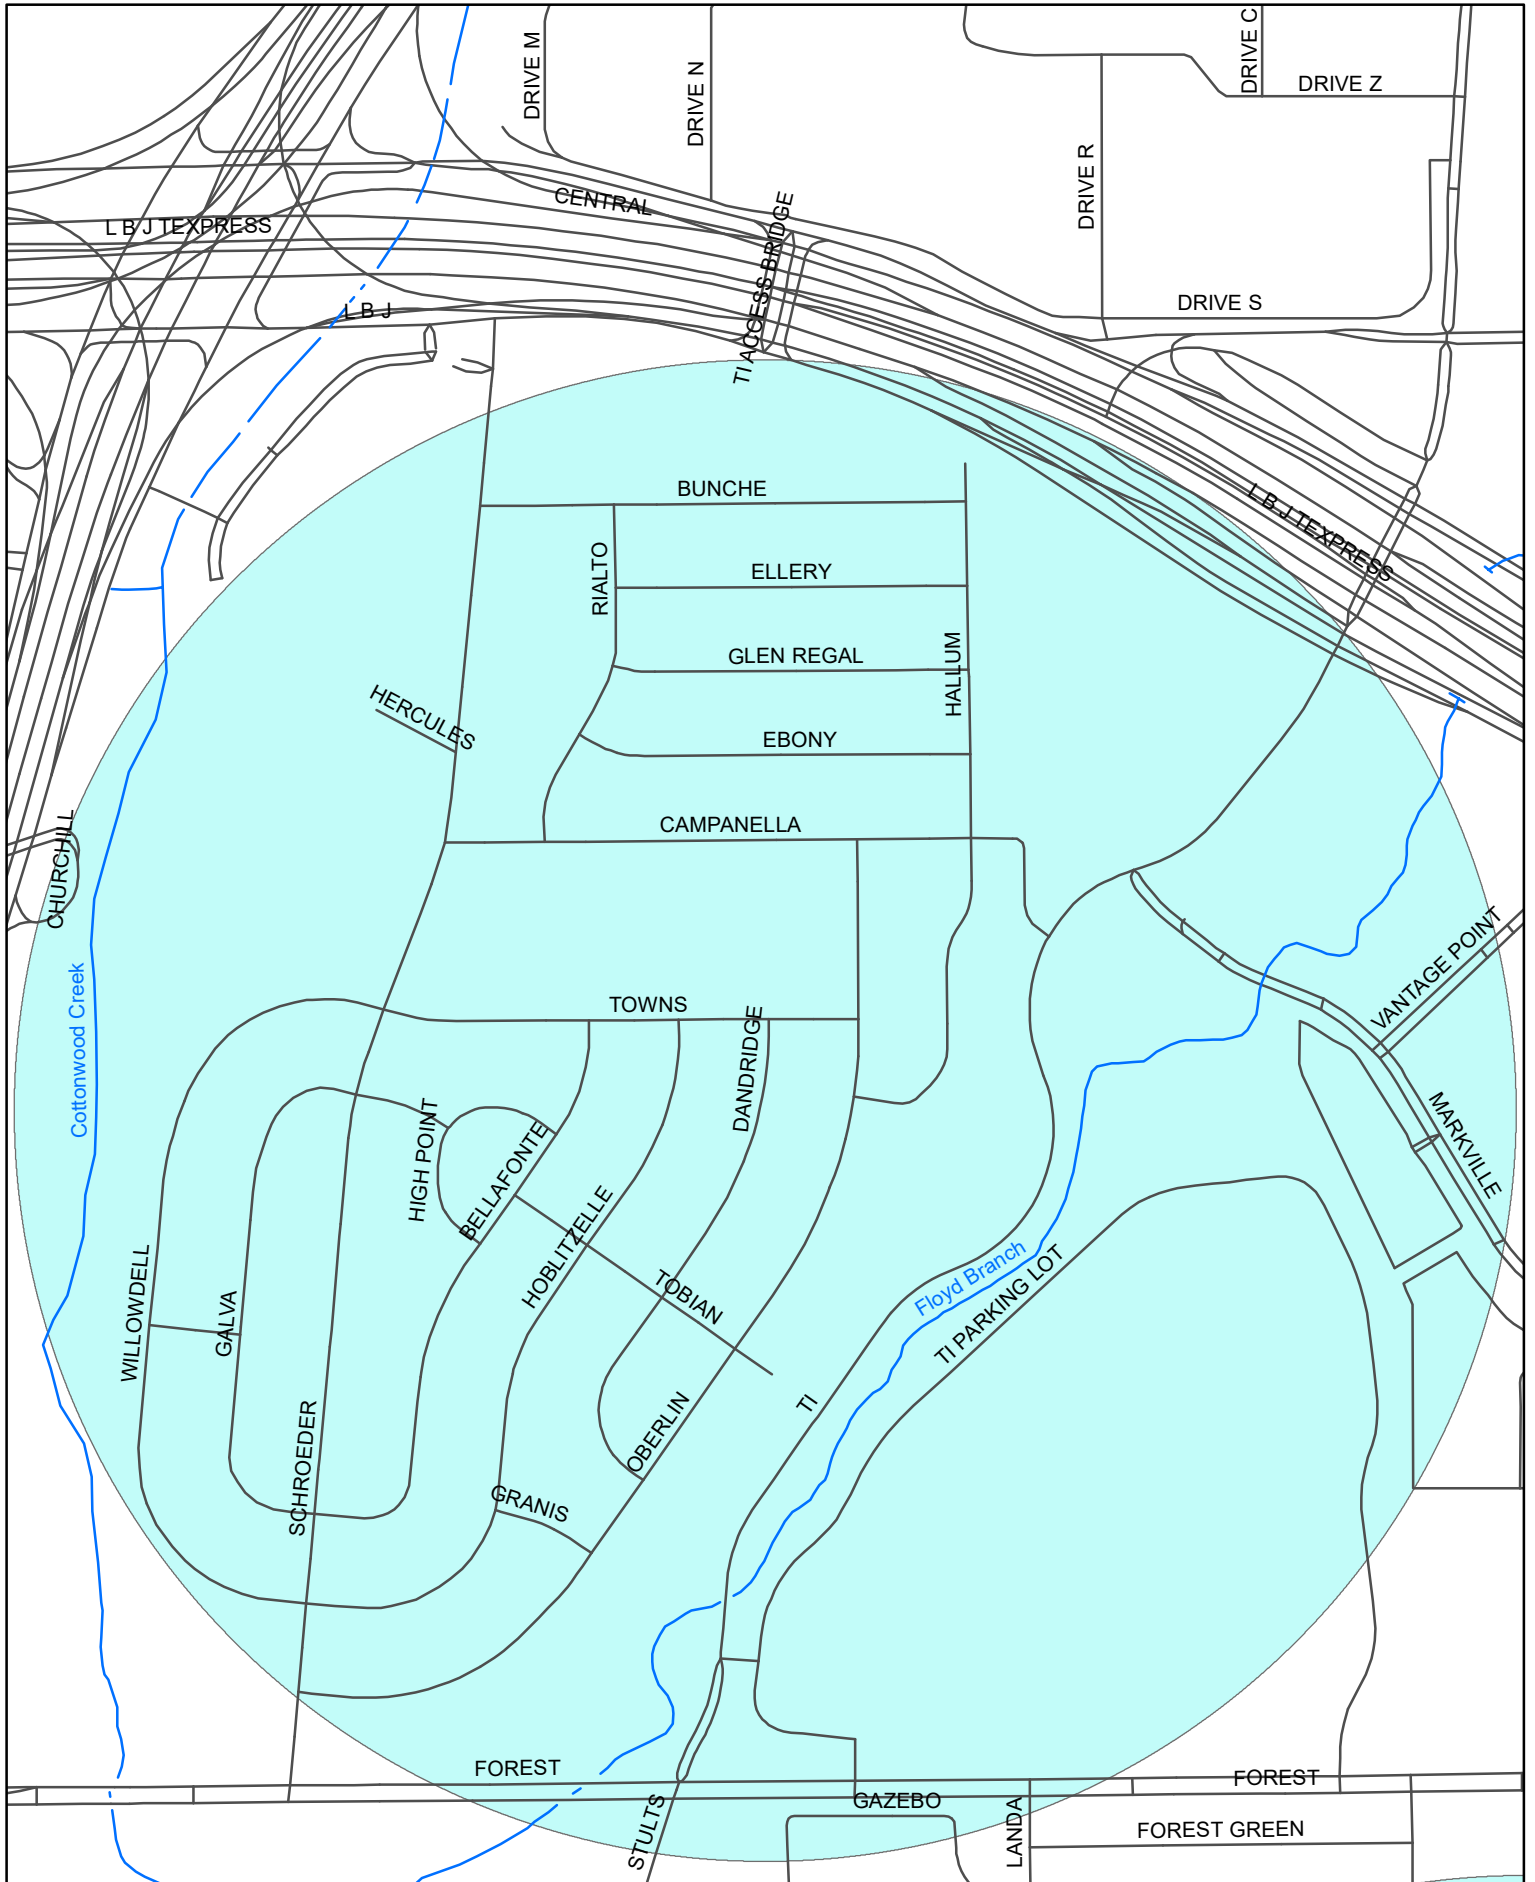 DRIVE M
DRIVE N
DRIVE C
DRIVE Z
DRIVE R
CENTRAL
L B J TEXPRESS
TI ACCESS BRIDGE
L B J
DRIVE S
BUNCHE
L B J TEXPRESS
RIALTO
ELLERY
GLEN REGAL
HALLUM
HERCULES
EBONY
CAMPANELLA
CHURCHILL
VANTAGE POINT
Cottonwood Creek
TOWNS
DANDRIDGE
HIGH POINT
BELLAFONTE
MARKVILLE
HOBLITZELLE
WILLOWDELL
GALVA
TOBIAN
Floyd Branch
TI PARKING LOT
TI
OBERLIN
SCHROEDER
GRANIS
FOREST
FOREST
GAZEBO
STULTS
LANDA
FOREST GREEN